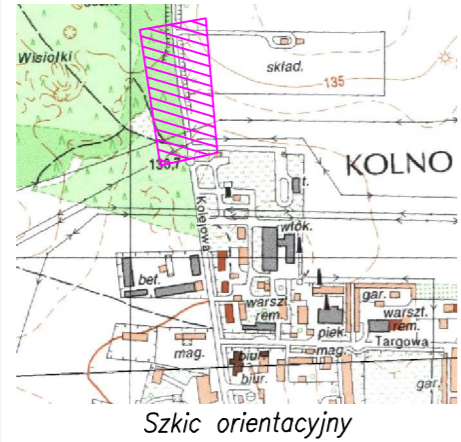 Wisiołki
skład.
135
133,7
KOLNO
t.
Kolejowa
włók.
bet.
gar.
warszt.
rem.
warszt.
rem.
piek.
Targowa
mag.
mag.
biur.
biur.
gar.
Szkic orientacyjny